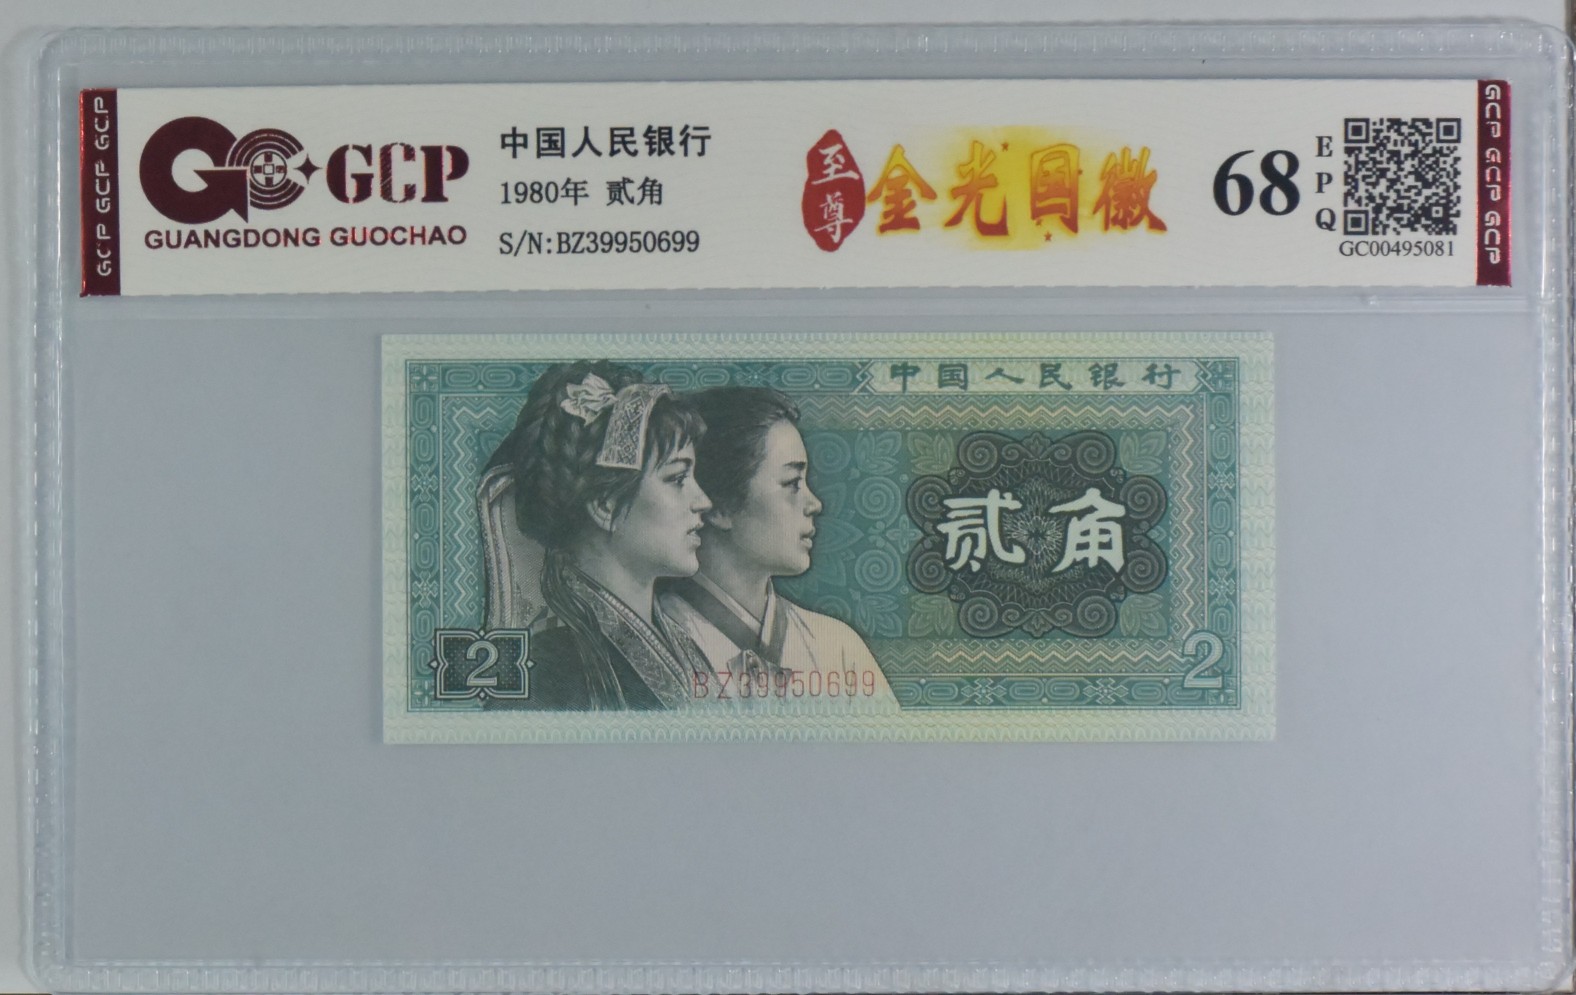 GCP GCP GCP
GCP
GUANGDONG GUOCHAO
中国人民银行
1980年 贰角
S/N:BZ39950699
至尊
金光国徽
68
EPQ
GC00495081
GCP GCP GCP
中国人民银行
贰角
2
BZ39950699
2